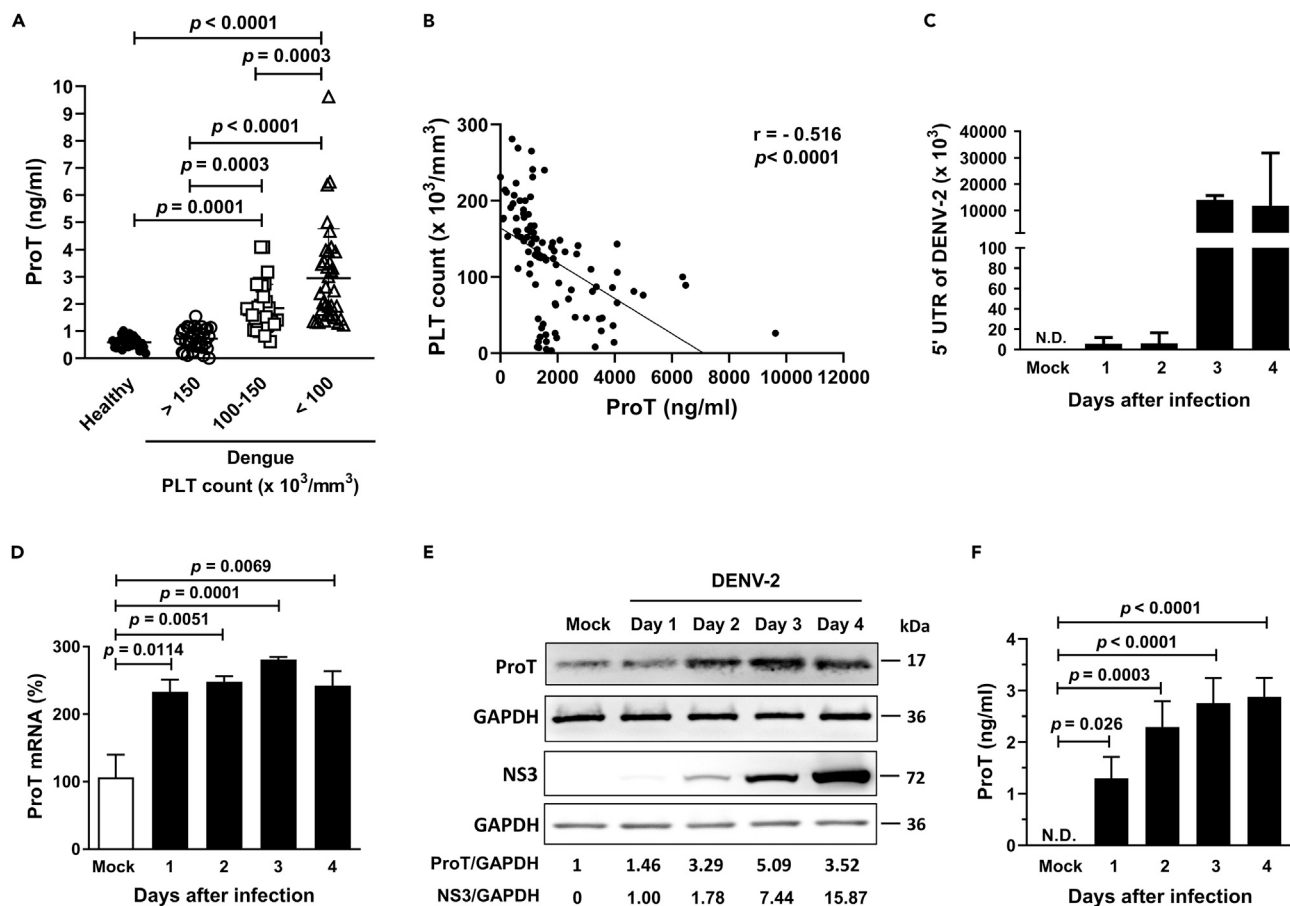 A
p < 0.0001
p = 0.0003
p < 0.0001
p = 0.0003
p = 0.0001
ProT (ng/ml)
10
9
8
7
6
5
4
3
2
1
0
Healthy
> 150
100-150
< 100
Dengue
PLT count (x 10³/mm³)
B
r = - 0.516
p< 0.0001
PLT count (x 10³/mm³)
300
200
100
0
0 2000 4000 6000 8000 10000 12000
ProT (ng/ml)
C
5' UTR of DENV-2 (x 10³)
40000
30000
20000
10000
100
80
60
40
20
0
N.D.
Mock 1 2 3 4
Days after infection
D
p = 0.0069
p = 0.0001
p = 0.0051
p = 0.0114
ProT mRNA (%)
300
200
100
0
Mock 1 2 3 4
Days after infection
E
DENV-2
Mock Day 1 Day 2 Day 3 Day 4 kDa
ProT 17
GAPDH 36
NS3 72
GAPDH 36
ProT/GAPDH 1 1.46 3.29 5.09 3.52
NS3/GAPDH 0 1.00 1.78 7.44 15.87
F
p < 0.0001
p < 0.0001
p = 0.0003
p = 0.026
ProT (ng/ml)
4
3
2
1
0
N.D.
Mock 1 2 3 4
Days after infection